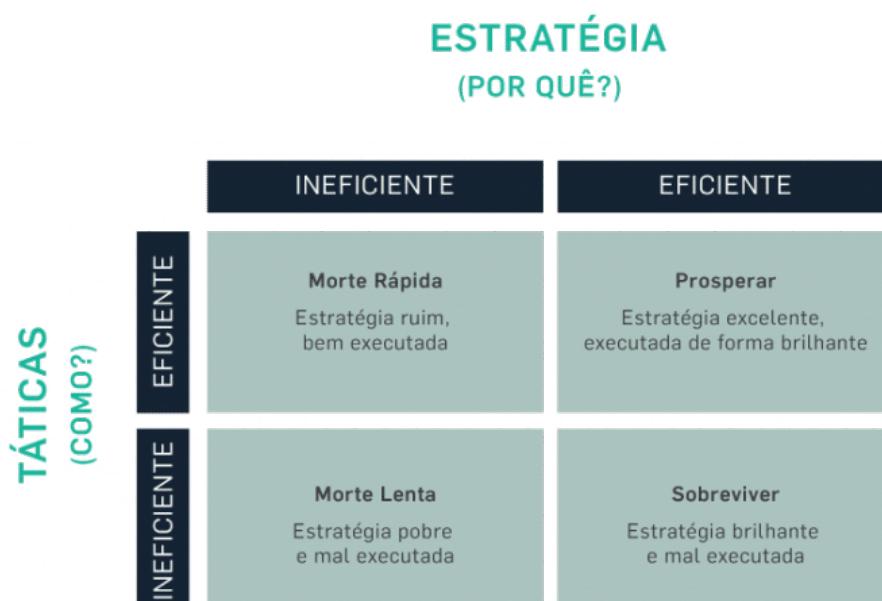 ESTRATÉGIA
(POR QUÊ?)
INEFICIENTE
EFICIENTE
TÁTICAS
(COMO?)
EFICIENTE
Morte Rápida
Estratégia ruim,
bem executada
Prosperar
Estratégia excelente,
executada de forma brilhante
INEFICIENTE
Morte Lenta
Estratégia pobre
e mal executada
Sobreviver
Estratégia brilhante
e mal executada